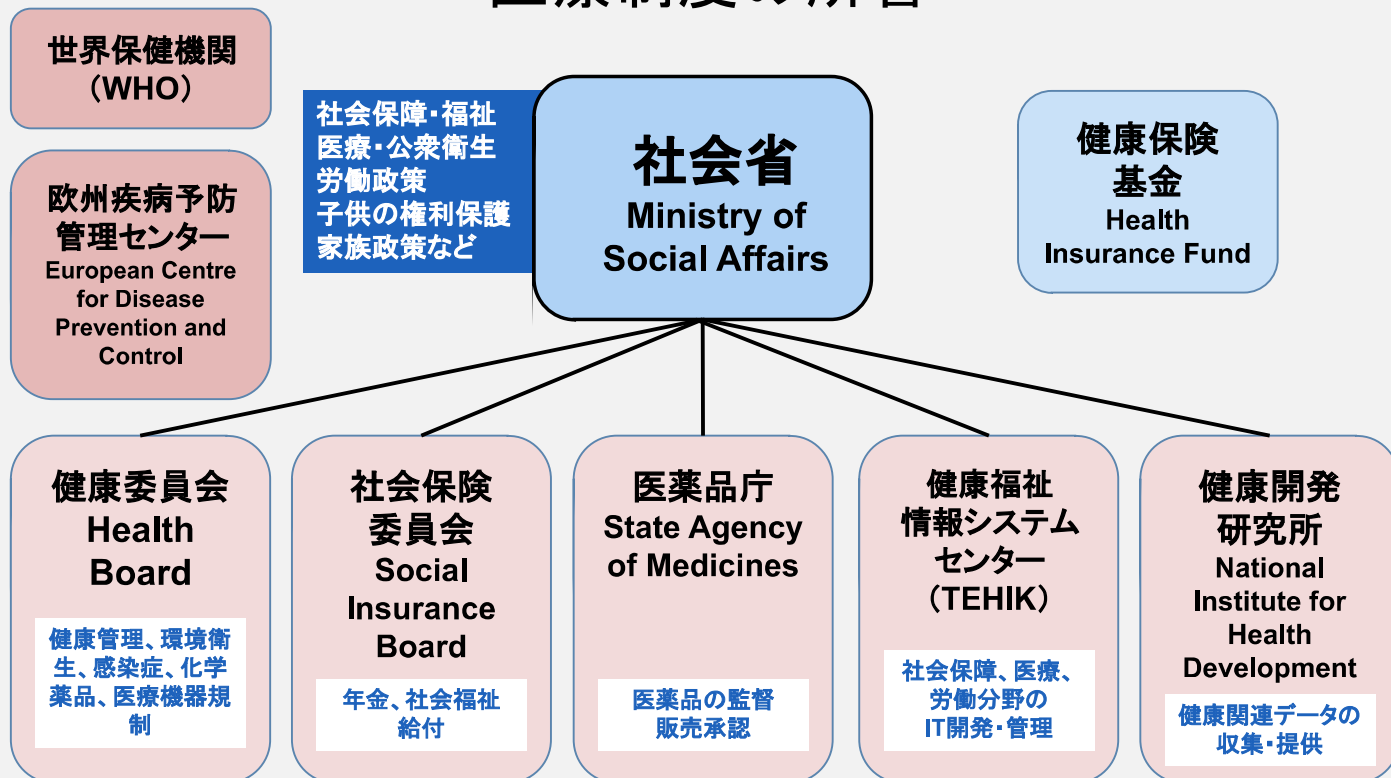 世界保健機関
（WHO）
欧州疾病予防
管理センター
European Centre
for Disease
Prevention and
Control
社会保障・福祉
医療・公衆衛生
労働政策
子供の権利保護
家族政策など
社会省
Ministry of
Social Affairs
健康保険
基金
Health
Insurance Fund
健康委員会
Health
Board
健康管理、環境衛
生、感染症、化学
薬品、医療機器規
制
社会保険
委員会
Social
Insurance
Board
年金、社会福祉
給付
医薬品庁
State Agency
of Medicines
医薬品の監督
販売承認
健康福祉
情報システム
センター
（TEHIK）
社会保障、医療、
労働分野の
IT開発・管理
健康開発
研究所
National
Institute for
Health
Development
健康関連データの
収集・提供